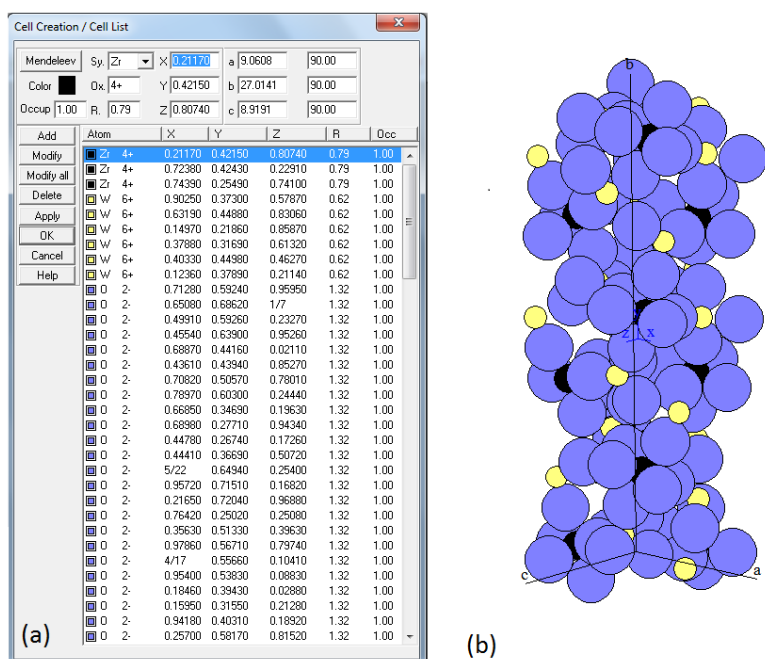 Cell Creation / Cell List
x
Mendeleev Sy. Zr X 0.21170 a 9.0608 90.00
Color Ox. 4+ Y 0.42150 b 27.0141 90.00
Occup 1.00 R. 0.79 Z 0.80740 c 8.9191 90.00
Add Atom X Y Z R Occ
Modify Zr 4+ 0.21170 0.42150 0.80740 0.79 1.00
Zr 4+ 0.72380 0.42430 0.22910 0.79 1.00
Modify all Zr 4+ 0.74390 0.25490 0.74100 0.79 1.00
Delete W 6+ 0.90250 0.37300 0.57870 0.62 1.00
W 6+ 0.63190 0.44880 0.83060 0.62 1.00
Apply W 6+ 0.14970 0.21860 0.85870 0.62 1.00
OK W 6+ 0.37880 0.31690 0.61320 0.62 1.00
Cancel W 6+ 0.40330 0.44980 0.46270 0.62 1.00
Help W 6+ 0.12360 0.37890 0.21140 0.62 1.00
O 2- 0.71280 0.59240 0.95950 1.32 1.00
O 2- 0.65080 0.68620 1/7 1.32 1.00
O 2- 0.49910 0.59260 0.23270 1.32 1.00
O 2- 0.45540 0.63900 0.95260 1.32 1.00
O 2- 0.68870 0.44160 0.02110 1.32 1.00
O 2- 0.43610 0.43940 0.85270 1.32 1.00
O 2- 0.70820 0.50570 0.78010 1.32 1.00
O 2- 0.78970 0.60300 0.24440 1.32 1.00
O 2- 0.66850 0.34690 0.19630 1.32 1.00
O 2- 0.68980 0.27710 0.94340 1.32 1.00
O 2- 0.44780 0.26740 0.17260 1.32 1.00
O 2- 0.44410 0.36690 0.50720 1.32 1.00
O 2- 5/22 0.64940 0.25400 1.32 1.00
O 2- 0.95720 0.71510 0.16820 1.32 1.00
O 2- 0.21650 0.72040 0.96880 1.32 1.00
O 2- 0.76420 0.25020 0.25080 1.32 1.00
O 2- 0.35630 0.51330 0.39630 1.32 1.00
O 2- 0.97860 0.56710 0.79740 1.32 1.00
O 2- 4/17 0.55660 0.10410 1.32 1.00
O 2- 0.95400 0.53830 0.08830 1.32 1.00
O 2- 0.18460 0.39430 0.02880 1.32 1.00
O 2- 0.15950 0.31550 0.21280 1.32 1.00
O 2- 0.94180 0.40310 0.18920 1.32 1.00
O 2- 0.25700 0.58170 0.81520 1.32 1.00
(a)
b
z x
c a
(b)